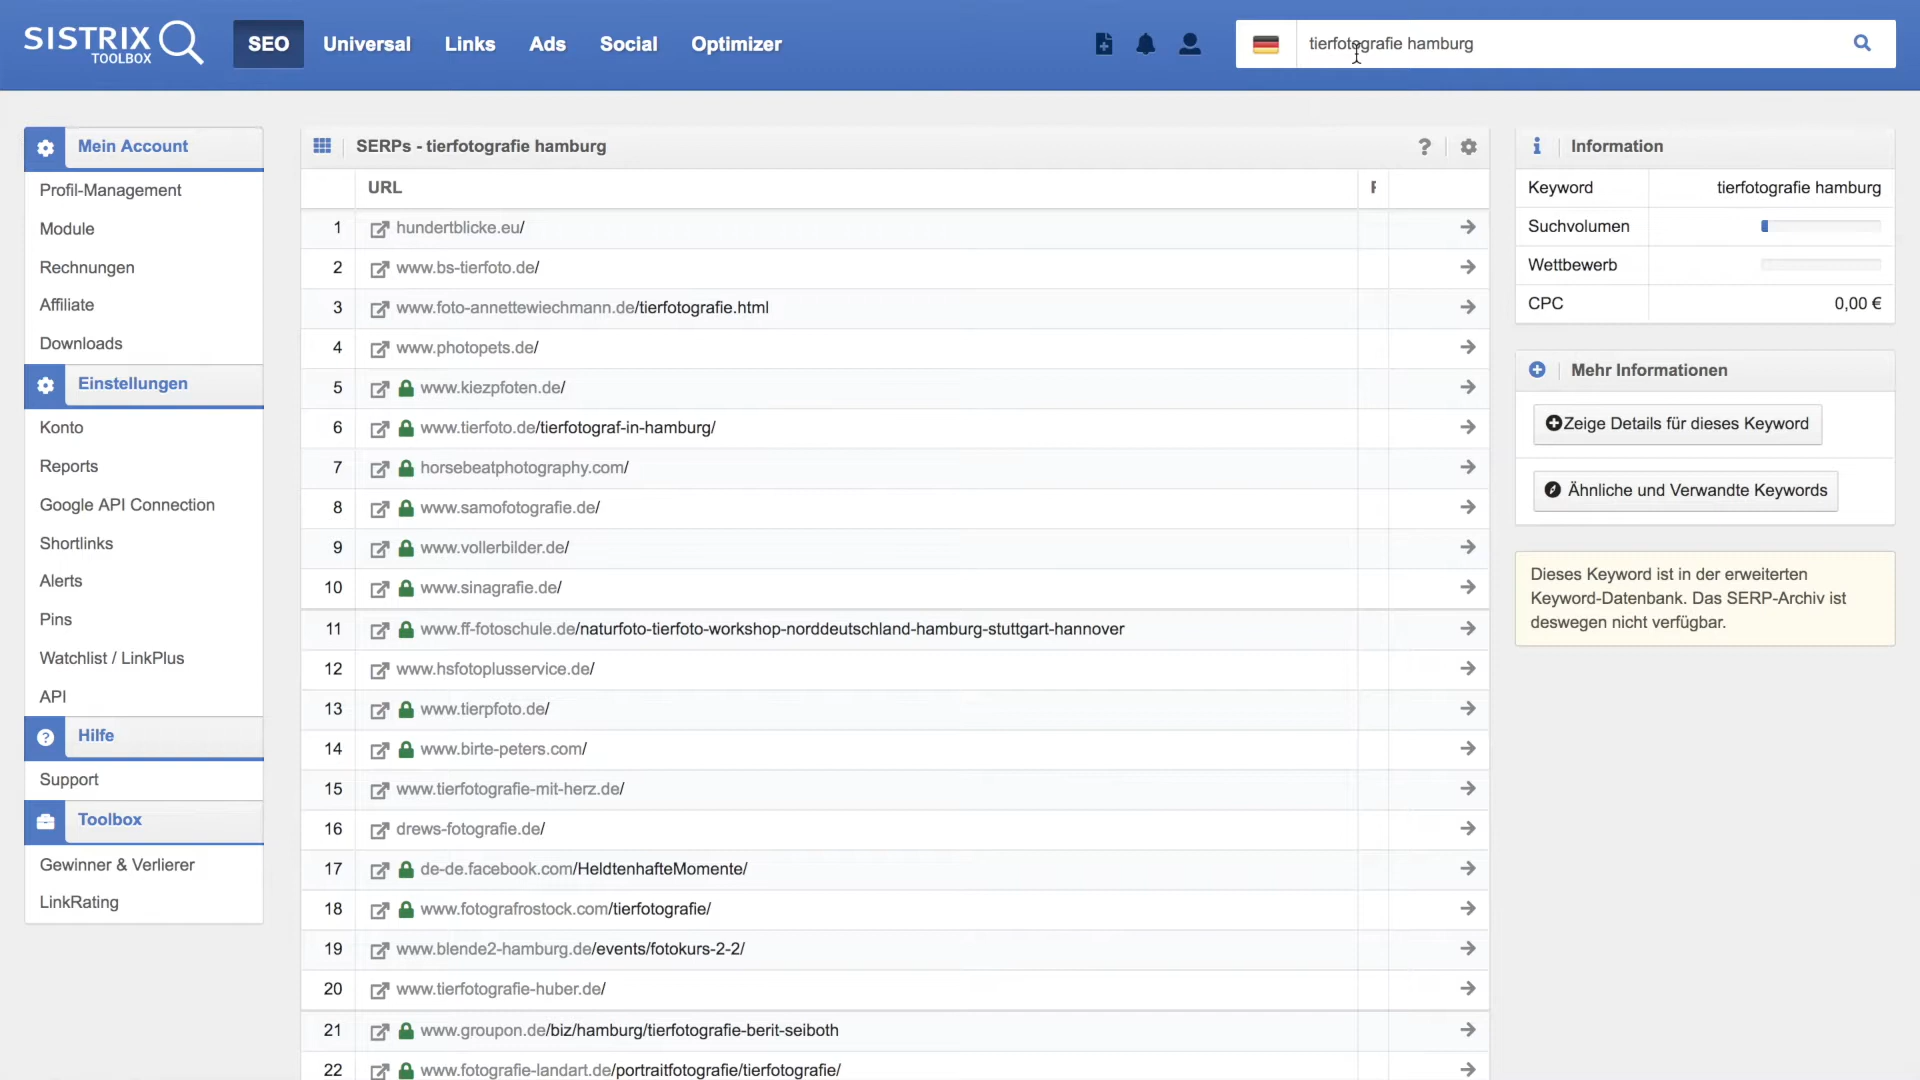 SISTRIX
TOOLBOX
SEO
Universal
Links
Ads
Social
Optimizer
tierfotografie hamburg
Mein Account
Profil-Management
Module
Rechnungen
Affiliate
Downloads
Einstellungen
Konto
Reports
Google API Connection
Shortlinks
Alerts
Pins
Watchlist / LinkPlus
API
Hilfe
Support
Toolbox
Gewinner & Verlierer
LinkRating
SERPs - tierfotografie hamburg
URL
1 hundertblicke.eu/
2 www.bs-tierfoto.de/
3 www.foto-annettewiechmann.de/tierfotografie.html
4 www.photopets.de/
5 www.kiezpfoten.de/
6 www.tierfoto.de/tierfotograf-in-hamburg/
7 horsebeatphotography.com/
8 www.samofotografie.de/
9 www.vollerbilder.de/
10 www.sinagrafie.de/
11 www.ff-fotoschule.de/naturfoto-tierfoto-workshop-norddeutschland-hamburg-stuttgart-hannover
12 www.hsfotoplusservice.de/
13 www.tierpfoto.de/
14 www.birte-peters.com/
15 www.tierfotografie-mit-herz.de/
16 drews-fotografie.de/
17 de-de.facebook.com/HeldtenhafteMomente/
18 www.fotografrostock.com/tierfotografie/
19 www.blende2-hamburg.de/events/fotokurs-2-2/
20 www.tierfotografie-huber.de/
21 www.groupon.de/biz/hamburg/tierfotografie-berit-seiboth
22 www.fotografie-landart.de/portraitfotografie/tierfotografie/
Information
Keyword tierfotografie hamburg
Suchvolumen
Wettbewerb
CPC 0,00 €
Mehr Informationen
Zeige Details für dieses Keyword
Ähnliche und Verwandte Keywords
Dieses Keyword ist in der erweiterten
Keyword-Datenbank. Das SERP-Archiv ist
deswegen nicht verfügbar.